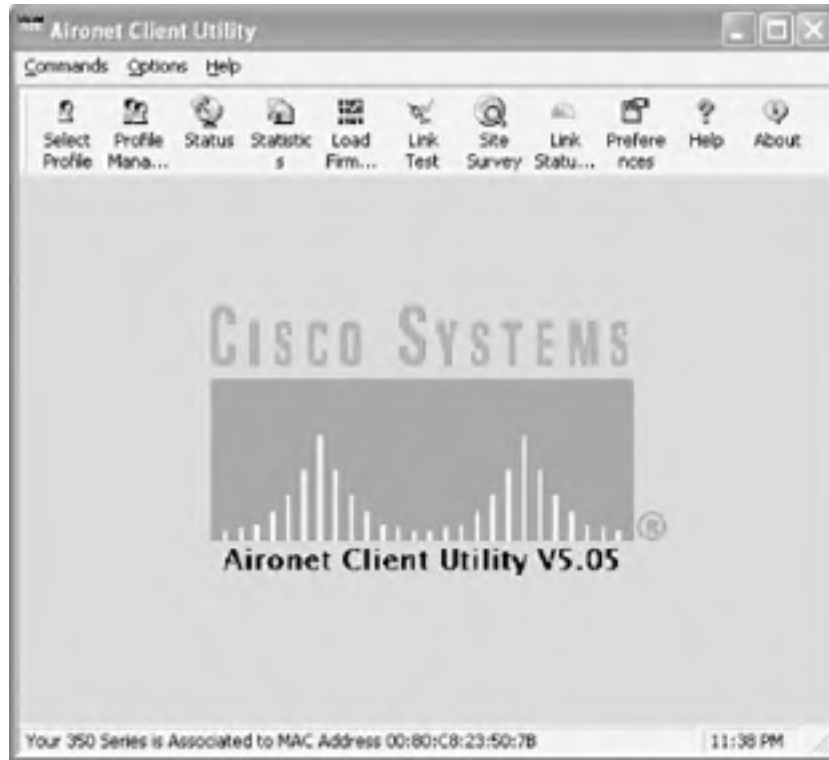 Aironet Client Utility
Commands Options Help
Select Profile
Profile Mana...
Status
Statistics
Load Firm...
Link Test
Site Survey
Link Statu...
Preferences
Help
About
CISCO SYSTEMS
®
Aironet Client Utility V5.05
Your 350 Series is Associated to MAC Address 00:80:C8:23:50:7B
11:38 PM